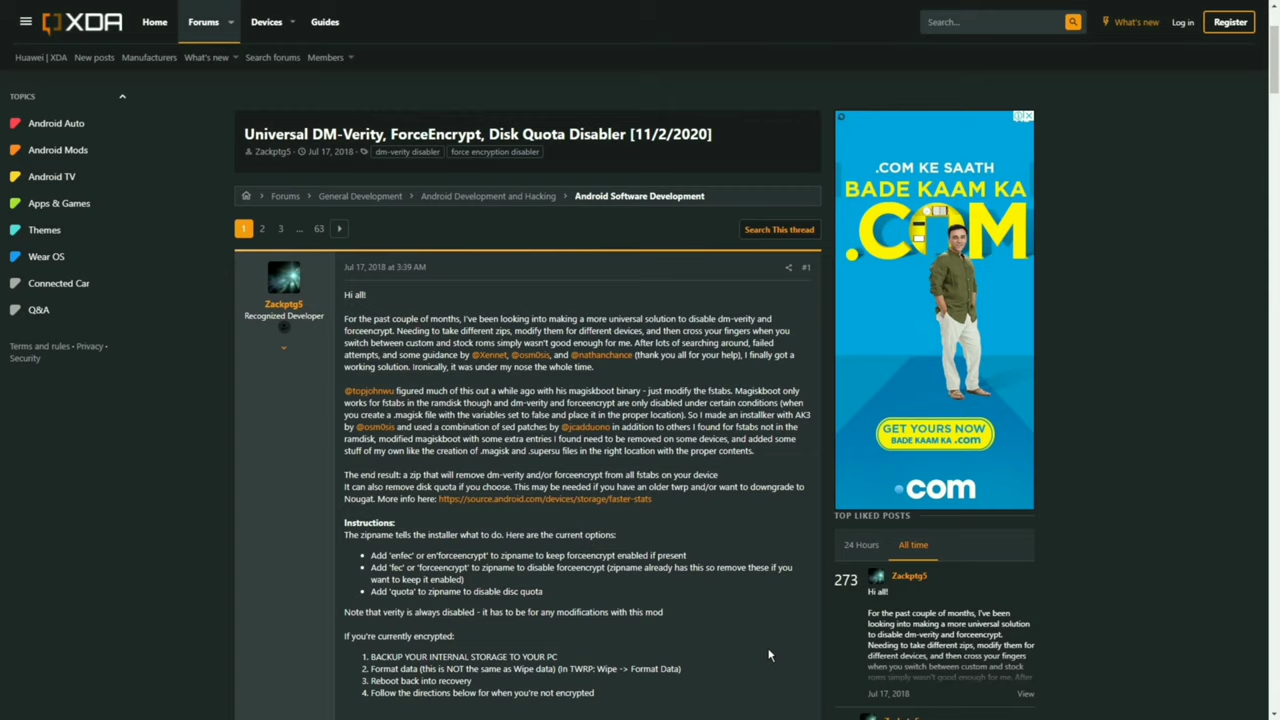 XDA
Home
Forums
Devices
Guides
Search...
What's new
Log in
Register
Huawei | XDA
New posts
Manufacturers
What's new
Search forums
Members
TOPICS
Android Auto
Android Mods
Android TV
Apps & Games
Themes
Wear OS
Connected Car
Q&A
Terms and rules • Privacy •
Security
Universal DM-Verity, ForceEncrypt, Disk Quota Disabler [11/2/2020]
Zackptg5
Jul 17, 2018
dm-verity disabler
force encryption disabler
Forums
General Development
Android Development and Hacking
Android Software Development
1
2
3
...
63
Search This thread
Zackptg5
Recognized Developer
Jul 17, 2018 at 3:39 AM
#1
Hi all!
For the past couple of months, I've been looking into making a more universal solution to disable dm-verity and
forceencrypt. Needing to take different zips, modify them for different devices, and then cross your fingers when you
switch between custom and stock roms simply wasn't good enough for me. After lots of searching around, failed
attempts, and some guidance by @Xennet, @osm0sis, and @nathanchance (thank you all for your help), I finally got a
working solution. Ironically, it was under my nose the whole time.
@topjohnwu figured much of this out a while ago with his magiskboot binary - just modify the fstabs. Magiskboot only
works for fstabs in the ramdisk though and dm-verity and forceencrypt are only disabled under certain conditions (when
you create a .magisk file with the variables set to false and place it in the proper location). So I made an installker with AK3
by @osm0sis and used a combination of sed patches by @jcadduono in addition to others I found for fstabs not in the
ramdisk, modified magiskboot with some extra entries I found need to be removed on some devices, and added some
stuff of my own like the creation of .magisk and .supersu files in the right location with the proper contents.
The end result: a zip that will remove dm-verity and/or forceencrypt from all fstabs on your device
It can also remove disk quota if you choose. This may be needed if you have an older twrp and/or want to downgrade to
Nougat. More info here: https://source.android.com/devices/storage/faster-stats
Instructions:
The zipname tells the installer what to do. Here are the current options:
• Add 'enfec' or en'forceencrypt' to zipname to keep forceencrypt enabled if present
• Add 'fec' or 'forceencrypt' to zipname to disable forceencrypt (zipname already has this so remove these if you
want to keep it enabled)
• Add 'quota' to zipname to disable disc quota
Note that verity is always disabled - it has to be for any modifications with this mod
If you're currently encrypted:
1. BACKUP YOUR INTERNAL STORAGE TO YOUR PC
2. Format data (this is NOT the same as Wipe data) (In TWRP: Wipe -> Format Data)
3. Reboot back into recovery
4. Follow the directions below for when you're not encrypted
.COM KE SAATH
BADE KAAM KA
.COM
GET YOURS NOW
BADE KAAM KA .com
.com
TOP LIKED POSTS
24 Hours
All time
273
Zackptg5
Hi all!
For the past couple of months, I've been
looking into making a more universal
solution to disable dm-verity and
forceencrypt. Needing to take different
zips, modify them for different devices,
and then cross your fingers when you
switch between custom and stock
roms simply wasn't good enough for me. After
Jul 17, 2018
View